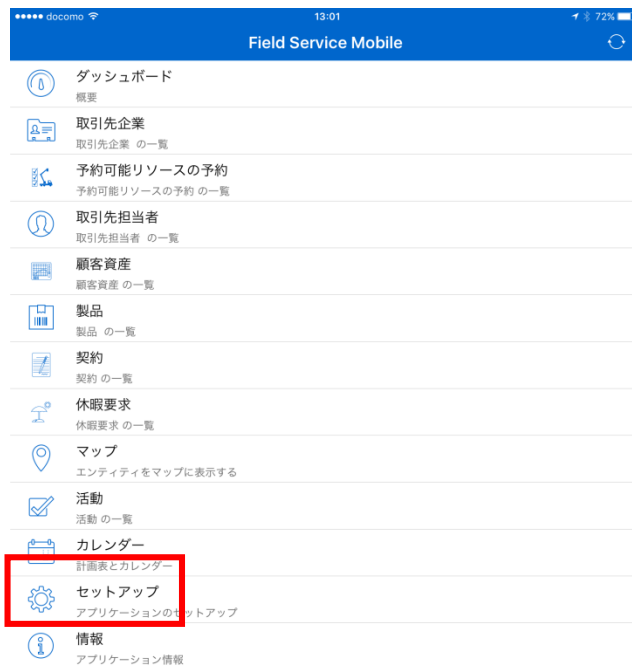 docomo 13:01 72%
Field Service Mobile
ダッシュボード
概要
取引先企業
取引先企業 の一覧
予約可能リソースの予約
予約可能リソースの予約 の一覧
取引先担当者
取引先担当者 の一覧
顧客資産
顧客資産 の一覧
製品
製品 の一覧
契約
契約 の一覧
休暇要求
休暇要求 の一覧
マップ
エンティティをマップに表示する
活動
活動 の一覧
カレンダー
計画表とカレンダー
セットアップ
アプリケーションのセットアップ
情報
アプリケーション情報